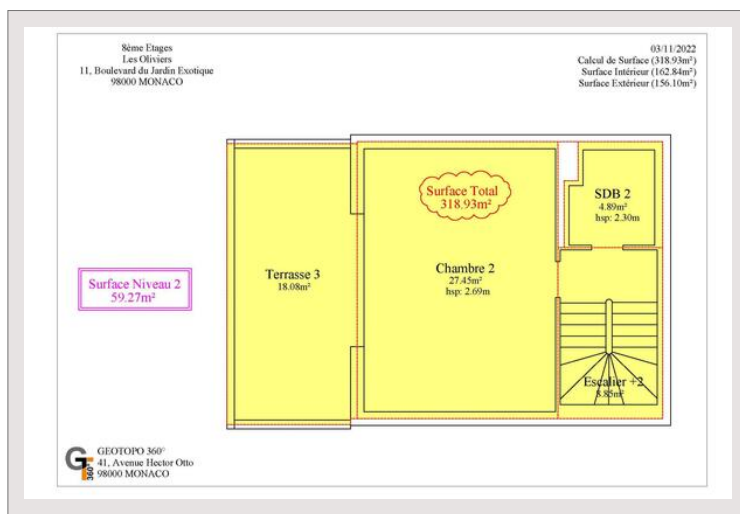 8ème Etages
Les Oliviers
11, Boulevard du Jardin Exotique
98000 MONACO
03/11/2022
Calcul de Surface (318.93m²)
Surface Intérieur (162.84m²)
Surface Extérieur (156.10m²)
Surface Total
318.93m²
SDB 2
4.89m²
hsp: 2.30m
Terrasse 3
18.08m²
Chambre 2
27.45m²
hsp: 2.69m
Surface Niveau 2
59.27m²
Escalier +2
8.85m²
GT
360°
GEOTOPO 360°
41, Avenue Hector Otto
98000 MONACO